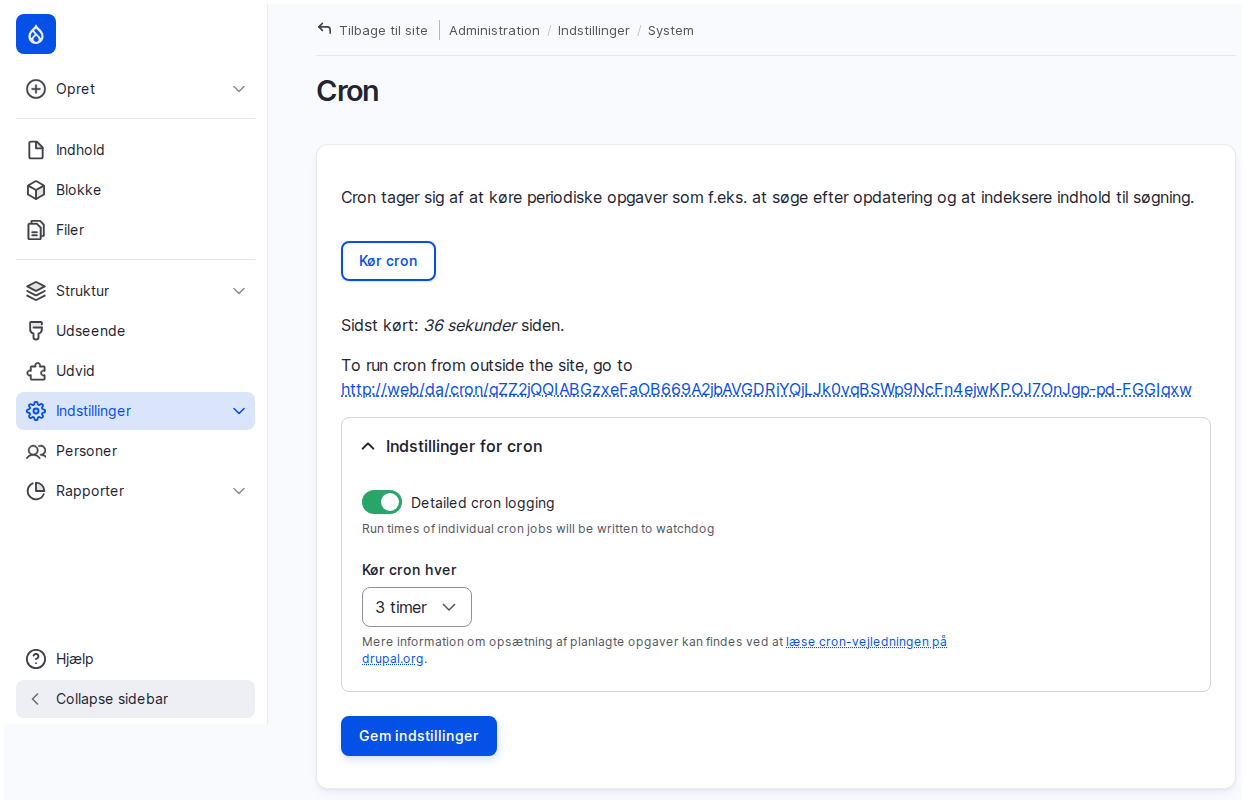 Tilbage til site
Administration / Indstillinger / System
Opret
Indhold
Blokke
Filer
Struktur
Udseende
Udvid
Indstillinger
Personer
Rapporter
Hjælp
Collapse sidebar
Cron
Cron tager sig af at køre periodiske opgaver som f.eks. at søge efter opdatering og at indeksere indhold til søgning.
Kør cron
Sidst kørt: 36 sekunder siden.
To run cron from outside the site, go to
http://web/da/cron/qZZ2jQQIABGzxeFaOB669A2jbAVGDRiYQjLJk0vqBSWp9NcFn4ejwKPOJ7OnJgp-pd-FGGIqxw
Indstillinger for cron
Detailed cron logging
Run times of individual cron jobs will be written to watchdog
Kør cron hver
3 timer
Mere information om opsætning af planlagte opgaver kan findes ved at læse cron-vejledningen på
drupal.org.
Gem indstillinger